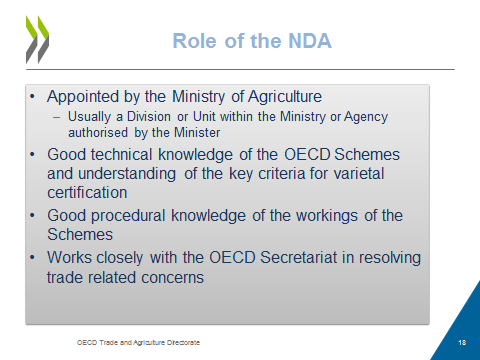 Role of the NDA
• Appointed by the Ministry of Agriculture
– Usually a Division or Unit within the Ministry or Agency
authorised by the Minister
• Good technical knowledge of the OECD Schemes
and understanding of the key criteria for varietal
certification
• Good procedural knowledge of the workings of the
Schemes
• Works closely with the OECD Secretariat in resolving
trade related concerns
OECD Trade and Agriculture Directorate
18